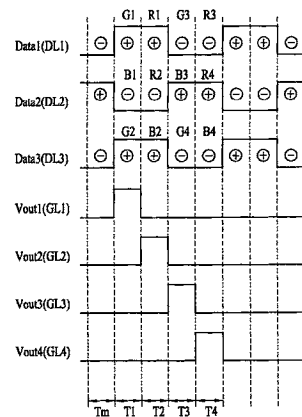 G1 R1 G3 R3
Data1(DL1) ⊖ ⊕ ⊕ ⊖ ⊖ ⊕ ⊕ ⊖
B1 R2 B3 R4
Data2(DL2) ⊕ ⊖ ⊖ ⊕ ⊕ ⊖ ⊖ ⊕
G2 B2 G4 B4
Data3(DL3) ⊖ ⊕ ⊕ ⊖ ⊖ ⊕ ⊕ ⊖
Vout1(GL1)
Vout2(GL2)
Vout3(GL3)
Vout4(GL4)
Tm T1 T2 T3 T4